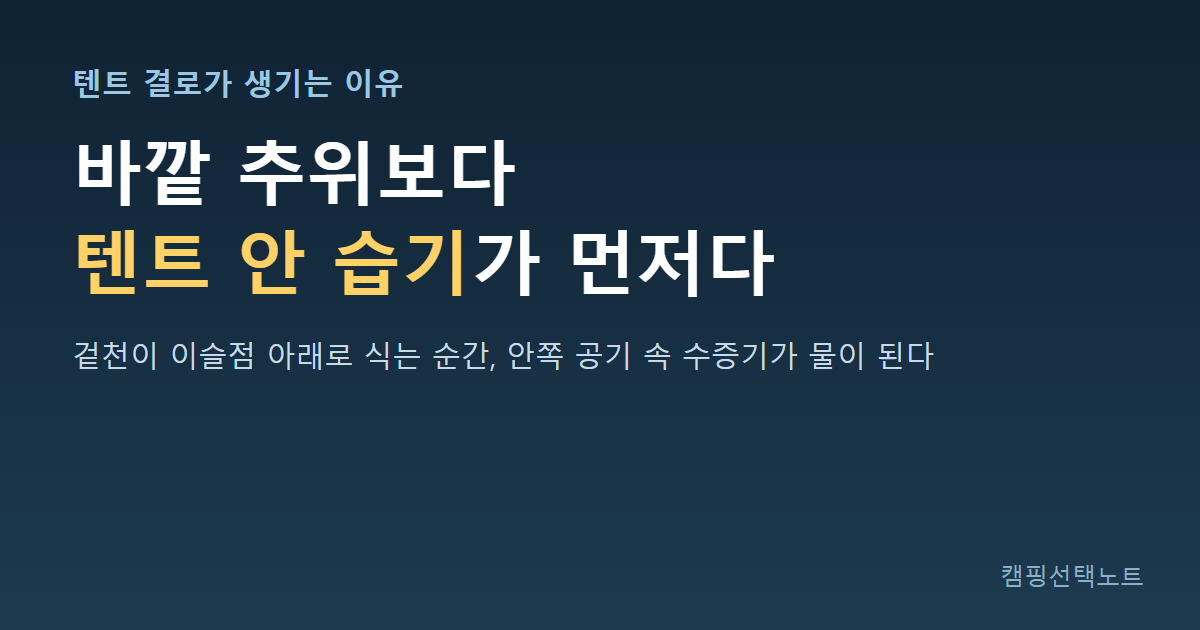 텐트 결로가 생기는 이유
바깥 추위보다
텐트 안 습기가 먼저다
겉천이 이슬점 아래로 식는 순간, 안쪽 공기 속 수증기가 물이 된다
캠핑선택노트